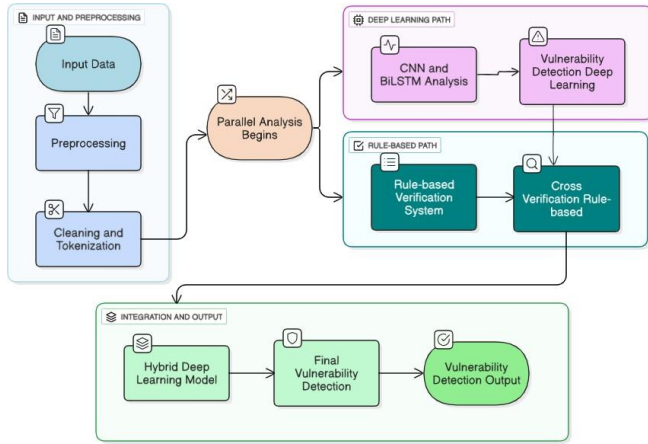 INPUT AND PREPROCESSING
Input Data
Preprocessing
Cleaning and
Tokenization
Parallel Analysis
Begins
DEEP LEARNING PATH
CNN and
BiLSTM Analysis
Vulnerability
Detection Deep
Learning
RULE-BASED PATH
Rule-based
Verification
System
Cross
Verification Rule-
based
INTEGRATION AND OUTPUT
Hybrid Deep
Learning Model
Final
Vulnerability
Detection
Vulnerability
Detection Output